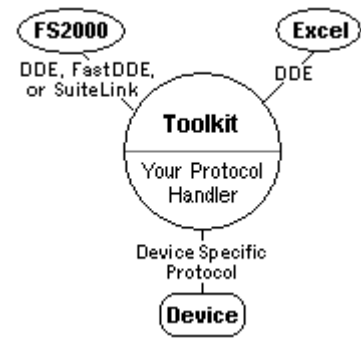 FS2000
Excel
DDE, FastDDE,
or SuiteLink
DDE
Toolkit
Your Protocol
Handler
Device Specific
Protocol
Device